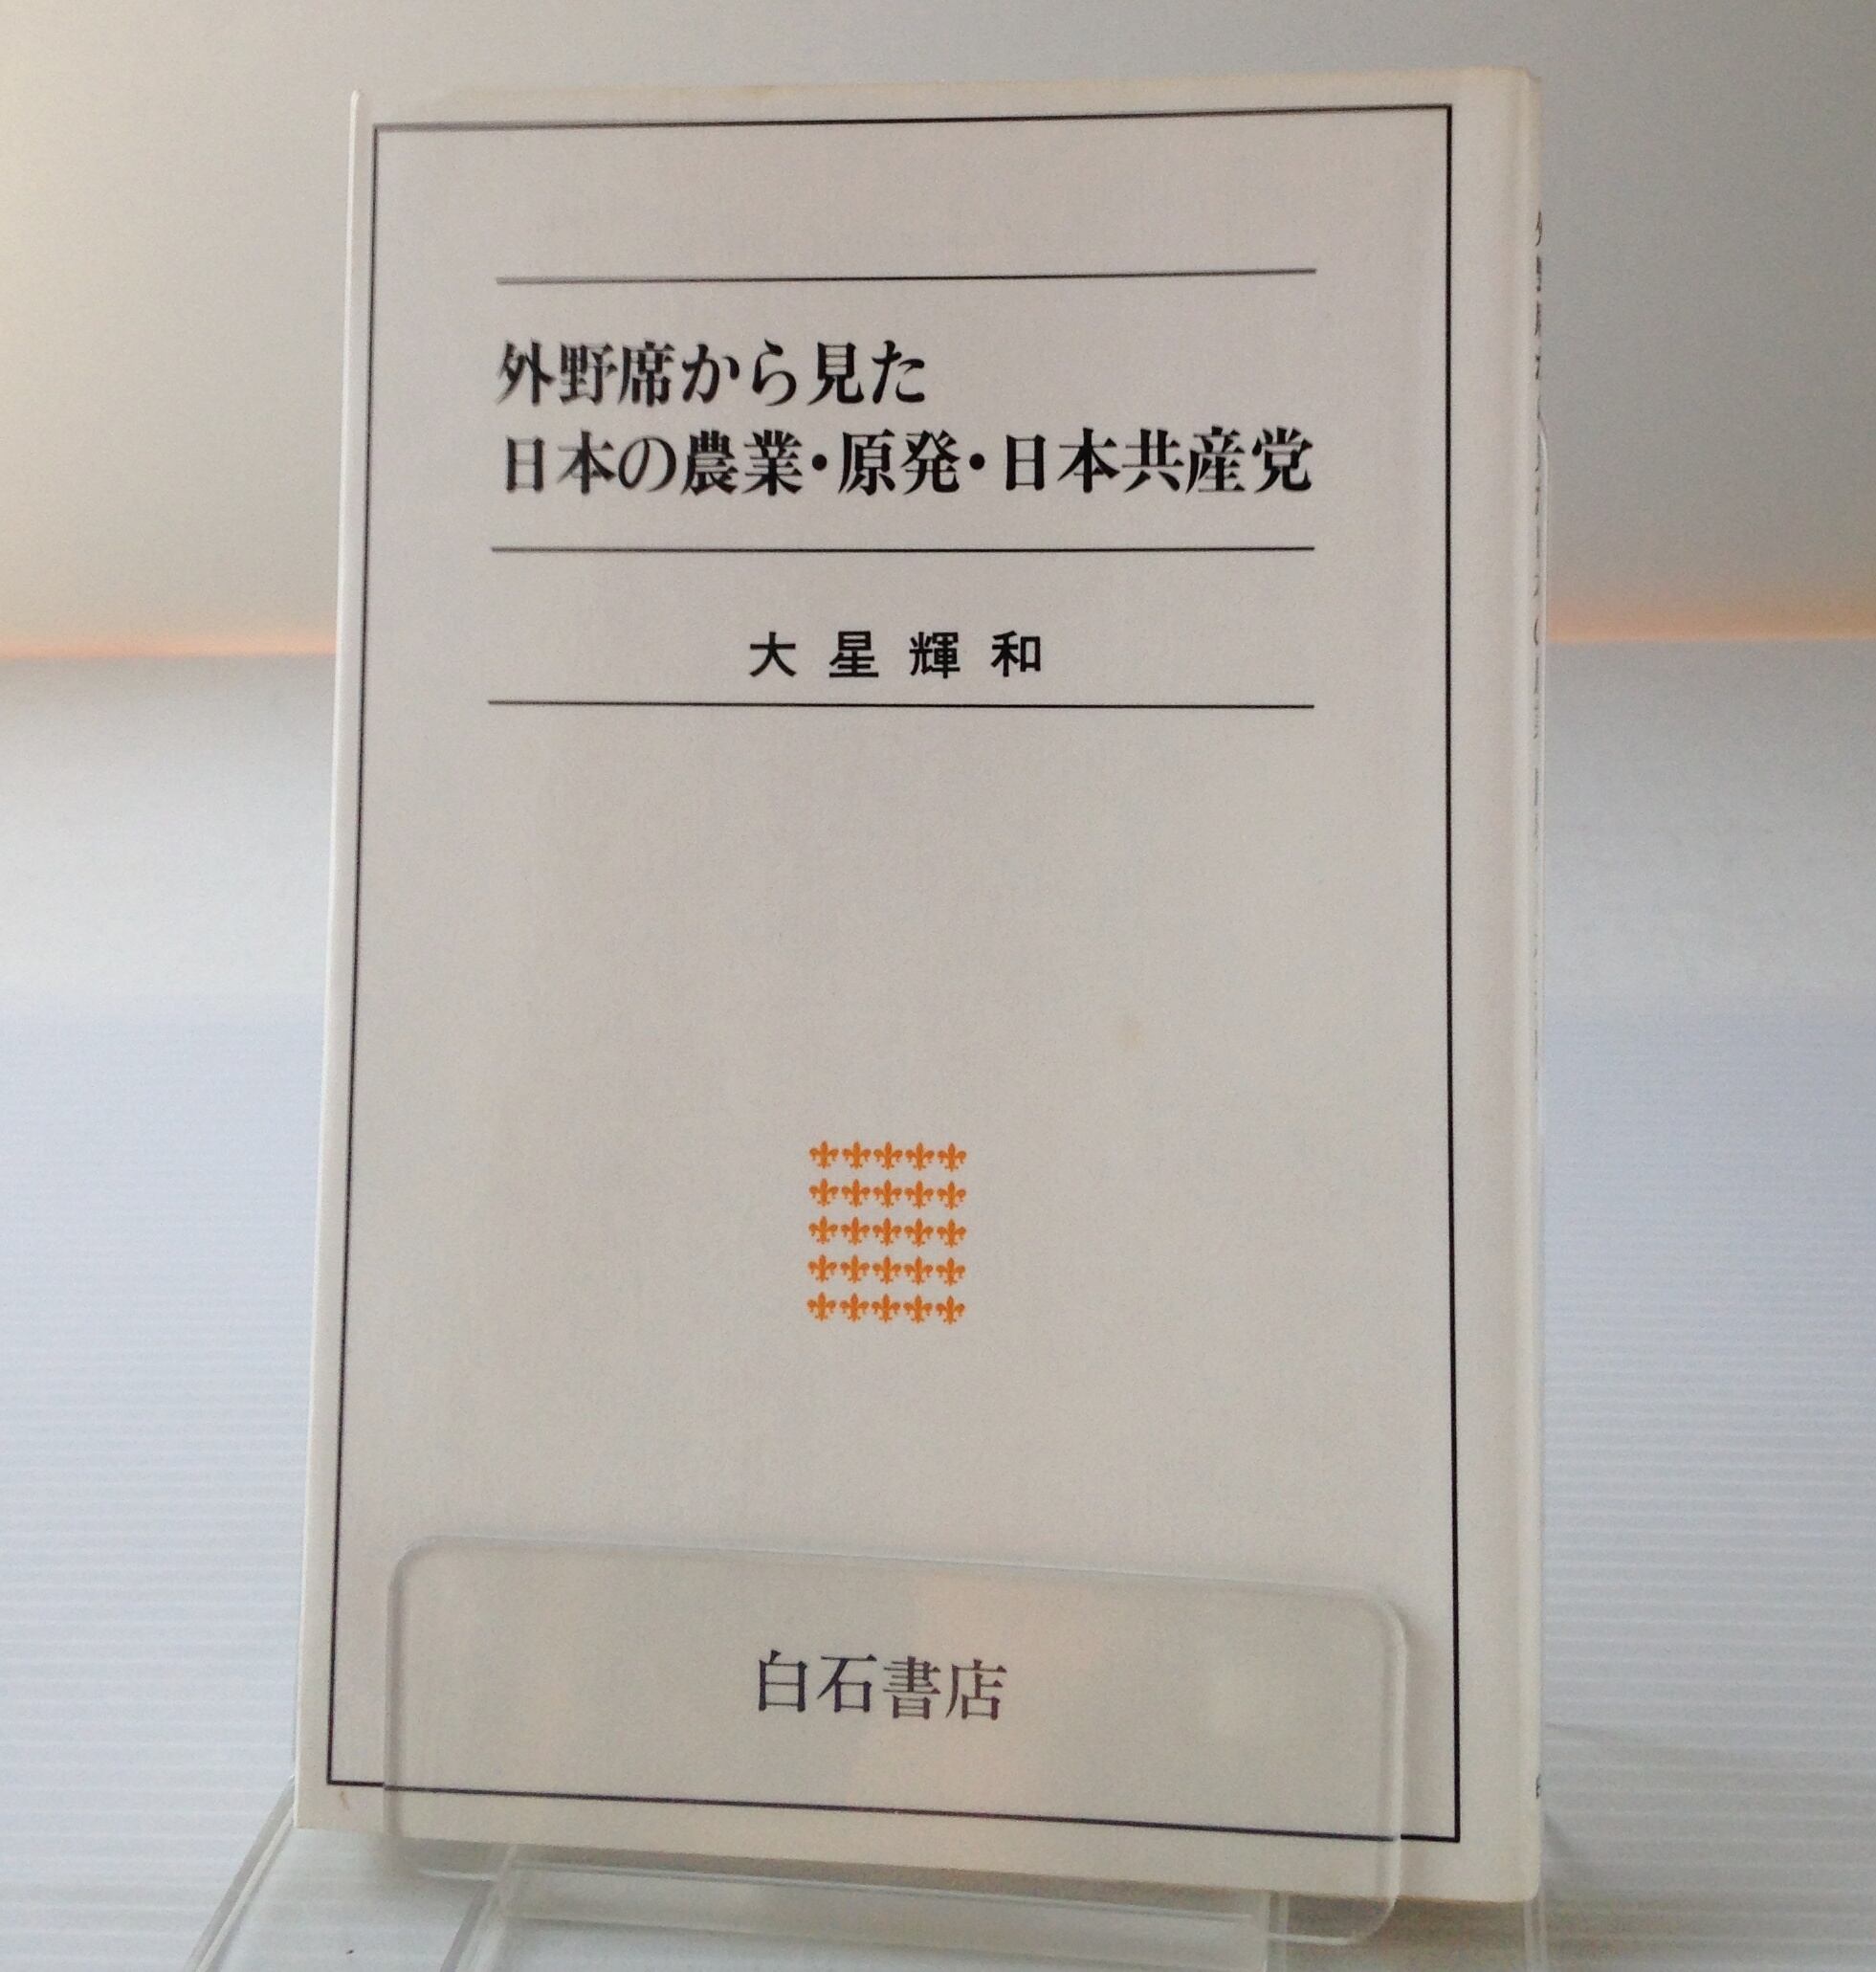 外野席から見た
日本の農業・原発・日本共産党
大星輝和
白石書店